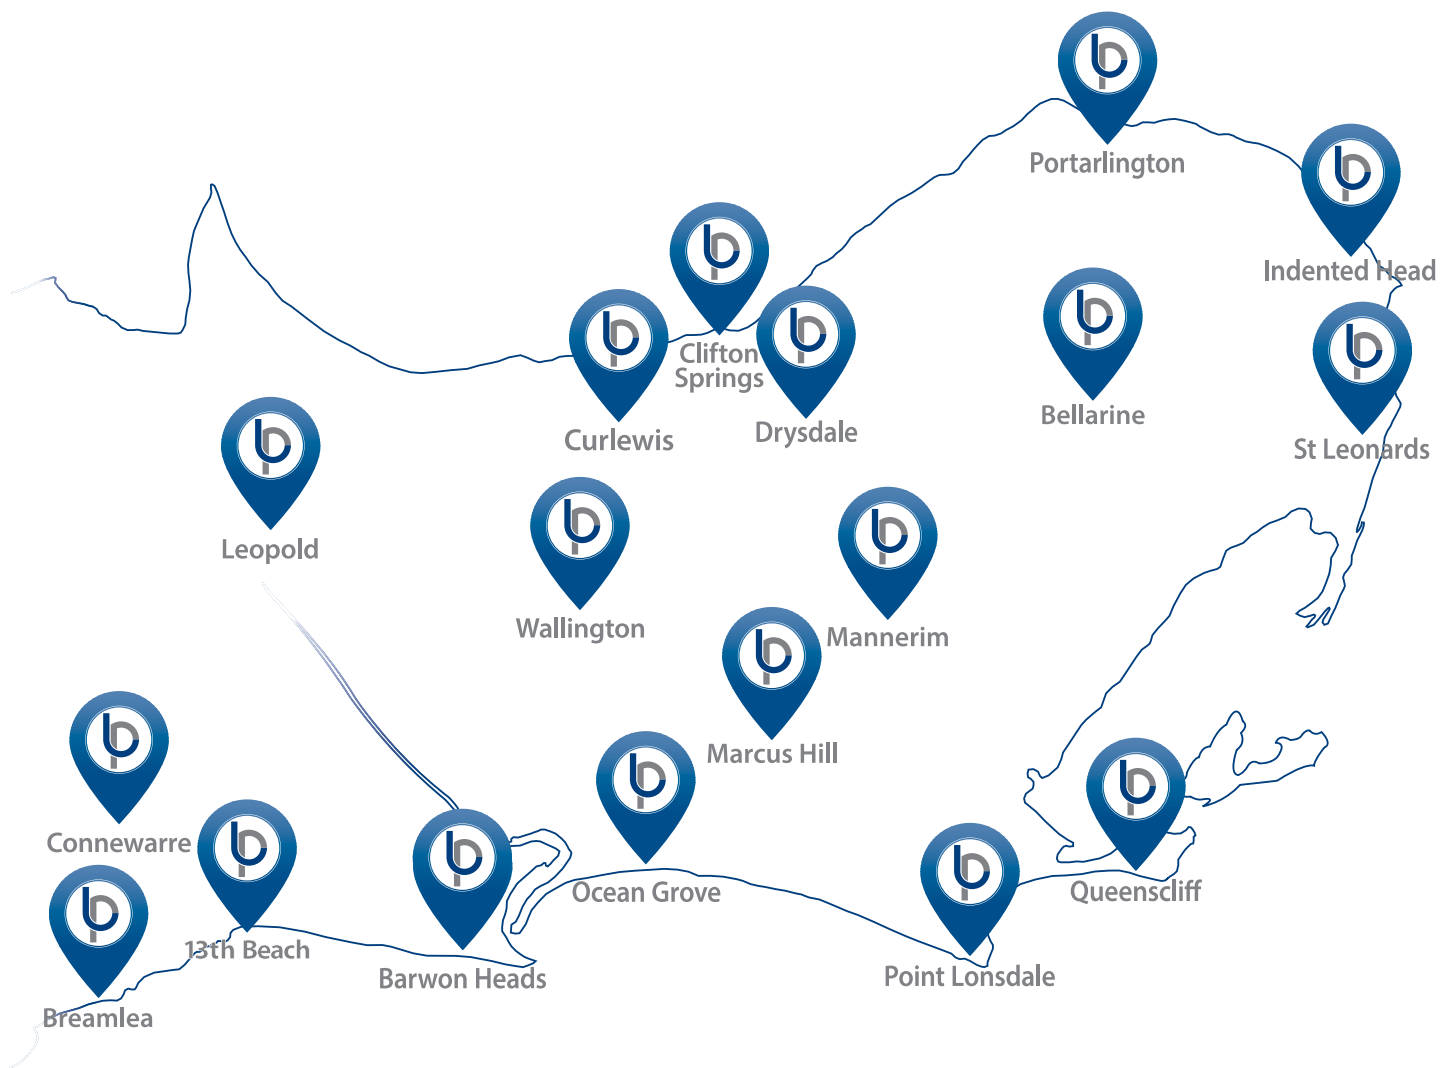 Portarlington
Indented Head
Clifton
Springs
Bellarine
Drysdale
Curlewis
St Leonards
Leopold
Wallington
Mannerim
Marcus Hill
Connewarre
Ocean Grove
Queenscliff
13th Beach
Barwon Heads
Point Lonsdale
Breamlea